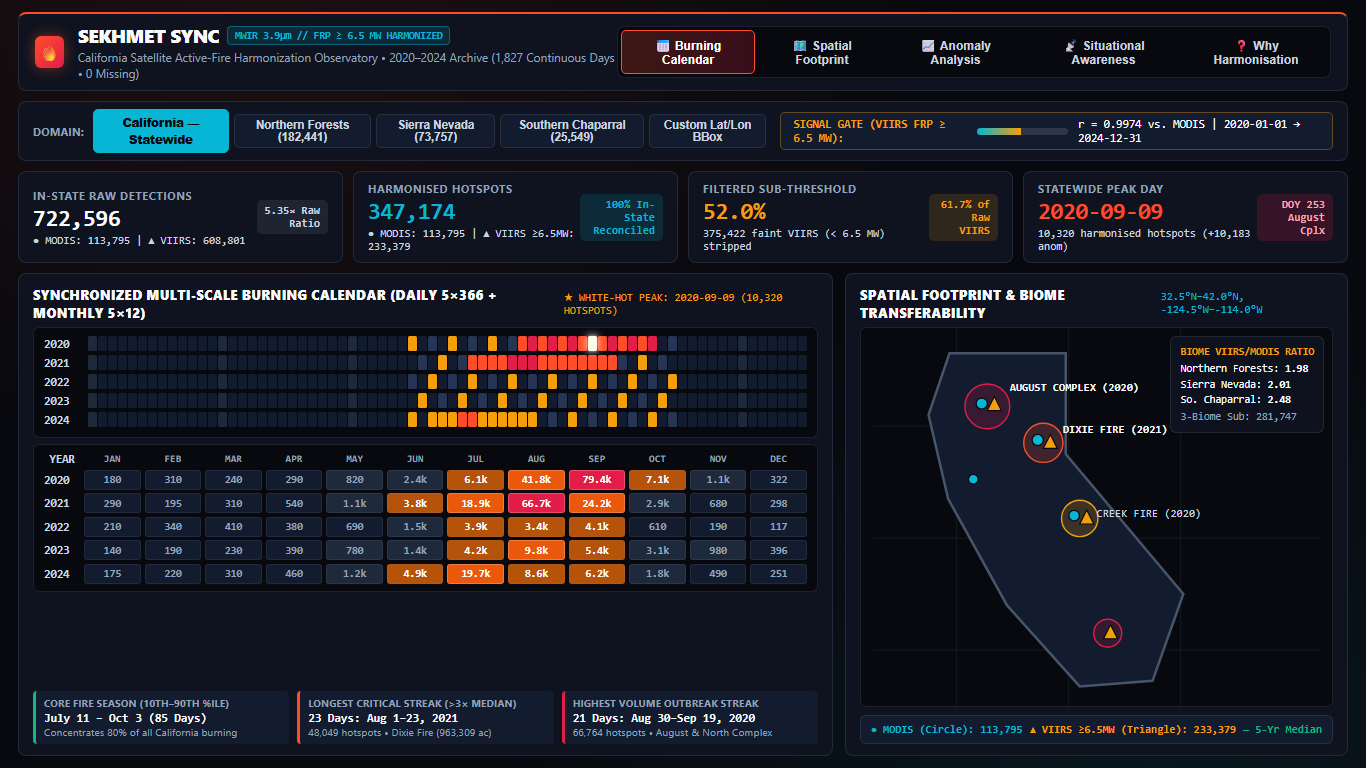 SEKHMET SYNC
MWIR 3.9µm // FRP ≥ 6.5 MW HARMONIZED
California Satellite Active-Fire Harmonization Observatory • 2020–2024 Archive (1,827 Continuous Days
• 0 Missing)
Burning
Calendar
Spatial
Footprint
Anomaly
Analysis
Situational
Awareness
Why
Harmonisation
DOMAIN:
California —
Statewide
Northern Forests
(182,441)
Sierra Nevada
(73,757)
Southern Chaparral
(25,549)
Custom Lat/Lon
BBox
SIGNAL GATE (VIIRS FRP ≥
6.5 MW):
r = 0.9974 vs. MODIS | 2020-01-01 →
2024-12-31
IN-STATE RAW DETECTIONS
722,596
● MODIS: 113,795 | ▲ VIIRS: 608,801
5.35× Raw
Ratio
HARMONISED HOTSPOTS
347,174
● MODIS: 113,795 | ▲ VIIRS ≥6.5MW:
233,379
100% In-
State
Reconciled
FILTERED SUB-THRESHOLD
52.0%
375,422 faint VIIRS (< 6.5 MW)
stripped
61.7% of
Raw
VIIRS
STATEWIDE PEAK DAY
2020-09-09
10,320 harmonised hotspots (+10,183
anom)
DOY 253
August
Cplx
SYNCHRONIZED MULTI-SCALE BURNING CALENDAR (DAILY 5×366 +
MONTHLY 5×12)
★ WHITE-HOT PEAK: 2020-09-09 (10,320
HOTSPOTS)
2020
2021
2022
2023
2024
YEAR JAN FEB MAR APR MAY JUN JUL AUG SEP OCT NOV DEC
2020 180 310 240 290 820 2.4k 6.1k 41.8k 79.4k 7.1k 1.1k 322
2021 290 195 310 540 1.1k 3.8k 18.9k 66.7k 24.2k 2.9k 680 298
2022 210 340 410 380 690 1.5k 3.9k 3.4k 4.1k 610 190 117
2023 140 190 230 390 780 1.4k 4.2k 9.8k 5.4k 3.1k 980 396
2024 175 220 310 460 1.2k 4.9k 19.7k 8.6k 6.2k 1.8k 490 251
CORE FIRE SEASON (10TH–90TH %ILE)
July 11 – Oct 3 (85 Days)
Concentrates 80% of all California burning
LONGEST CRITICAL STREAK (>3× MEDIAN)
23 Days: Aug 1–23, 2021
48,049 hotspots • Dixie Fire (963,309 ac)
HIGHEST VOLUME OUTBREAK STREAK
21 Days: Aug 30–Sep 19, 2020
66,764 hotspots • August & North Complex
SPATIAL FOOTPRINT & BIOME
TRANSFERABILITY
32.5°N–42.0°N,
-124.5°W–-114.0°W
BIOME VIIRS/MODIS RATIO
Northern Forests: 1.98
Sierra Nevada: 2.01
So. Chaparral: 2.48
3-Biome Sub: 281,747
AUGUST COMPLEX (2020)
DIXIE FIRE (2021)
CREEK FIRE (2020)
● MODIS (Circle): 113,795 ▲ VIIRS ≥6.5MW (Triangle): 233,379 — 5-Yr Median